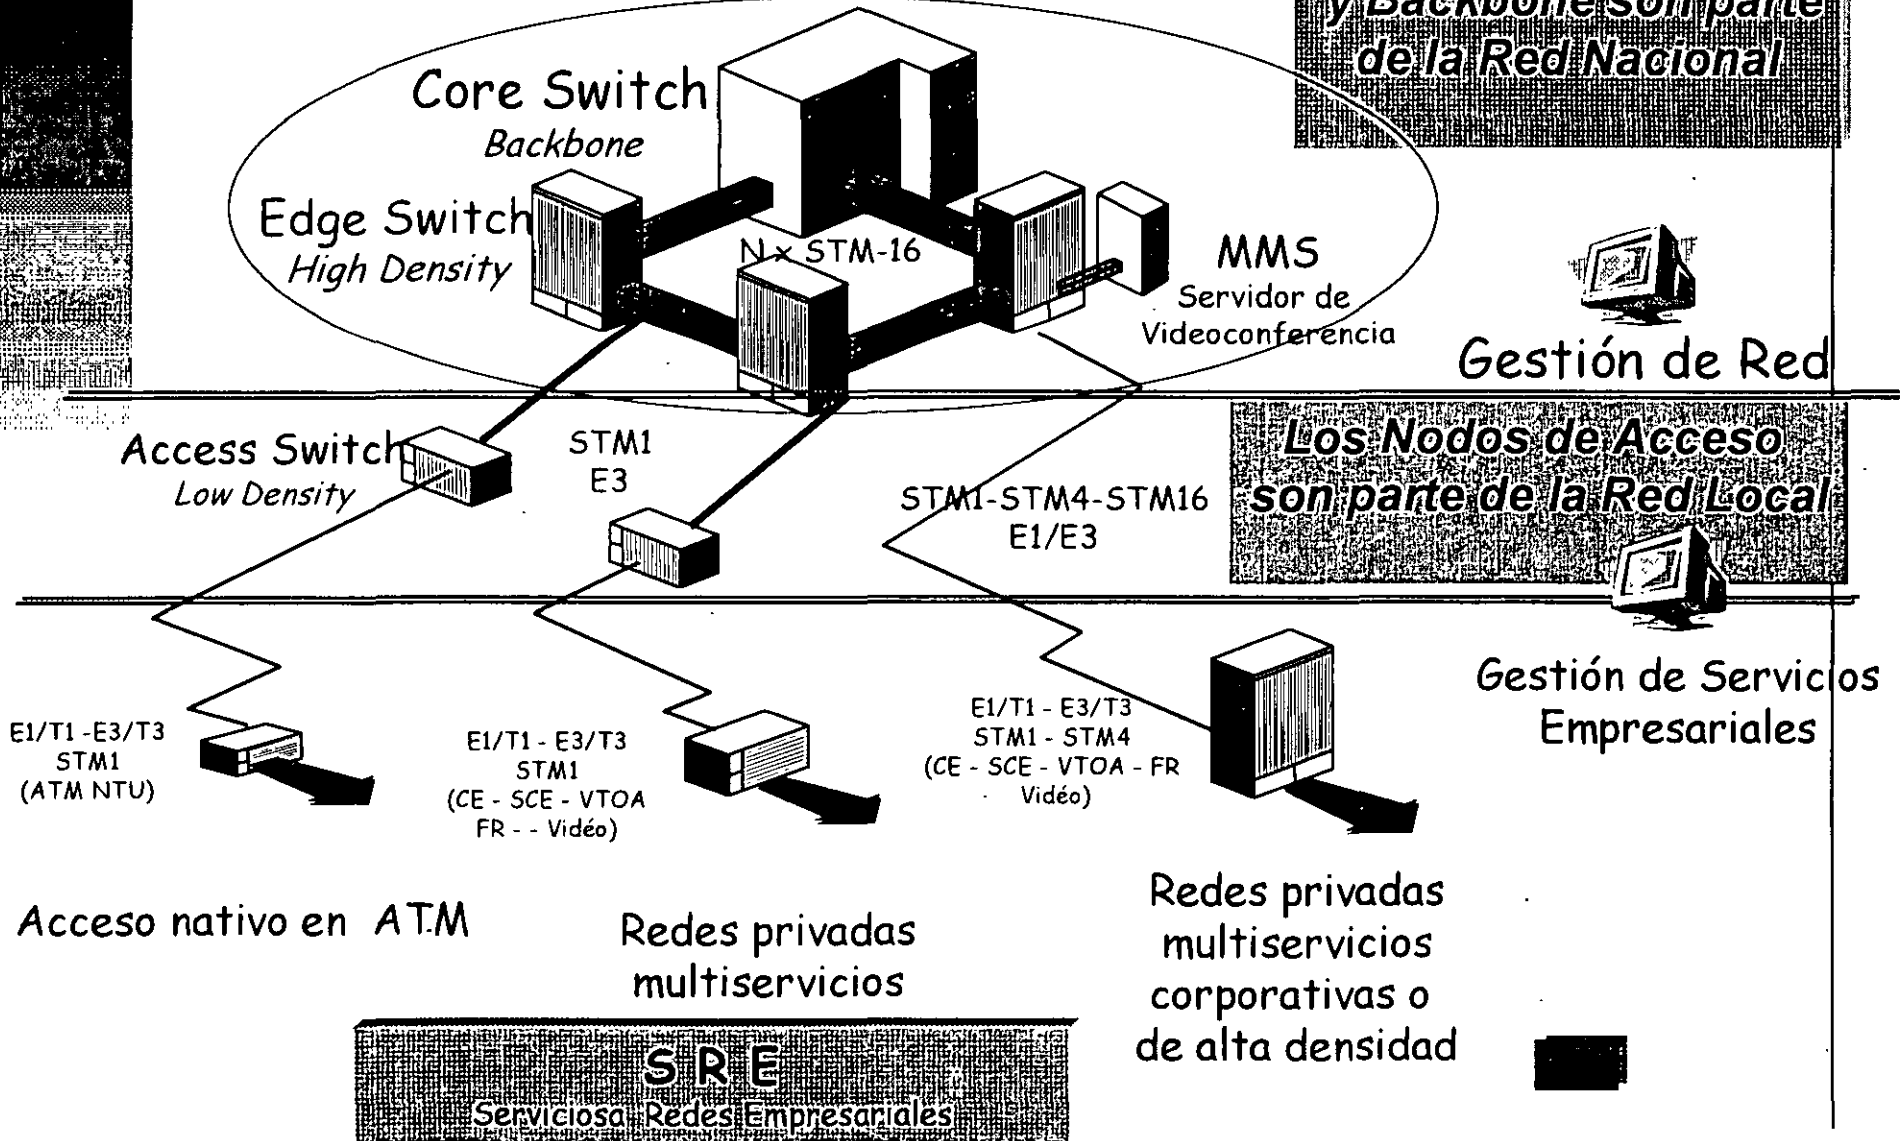 y Backbone son parte
de la Red Nacional
Core Switch
Backbone
Edge Switch
High Density
N x STM-16
MMS
Servidor de
Videoconferencia
Gestión de Red
Access Switch
Low Density
STM1
E3
STM1-STM4-STM16
E1/E3
Los Nodos de Acceso
son parte de la Red Local
Gestión de Servicios
Empresariales
E1/T1 -E3/T3
STM1
(ATM NTU)
E1/T1 - E3/T3
STM1
(CE - SCE - VTOA
FR - - Vidéo)
E1/T1 - E3/T3
STM1 - STM4
(CE - SCE - VTOA - FR
Vidéo)
Acceso nativo en ATM
Redes privadas
multiservicios
Redes privadas
multiservicios
corporativas o
de alta densidad
S R E
Serviciosa Redes Empresariales